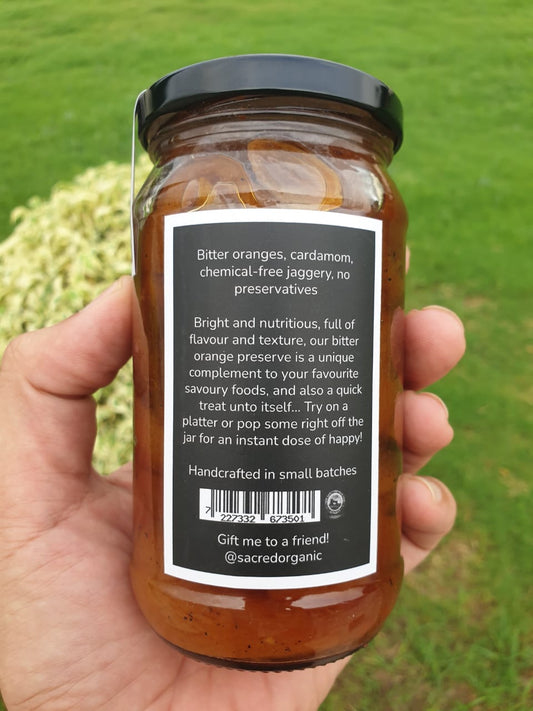 Bitter oranges, cardamom,
chemical-free jaggery, no
preservatives
Bright and nutritious, full of
flavour and texture, our bitter
orange preserve is a unique
complement to your favourite
savoury foods, and also a quick
treat unto itself... Try on a
platter or pop some right off the
jar for an instant dose of happy!
Handcrafted in small batches
7 227332 673501
Gift me to a friend!
@sacredorganic